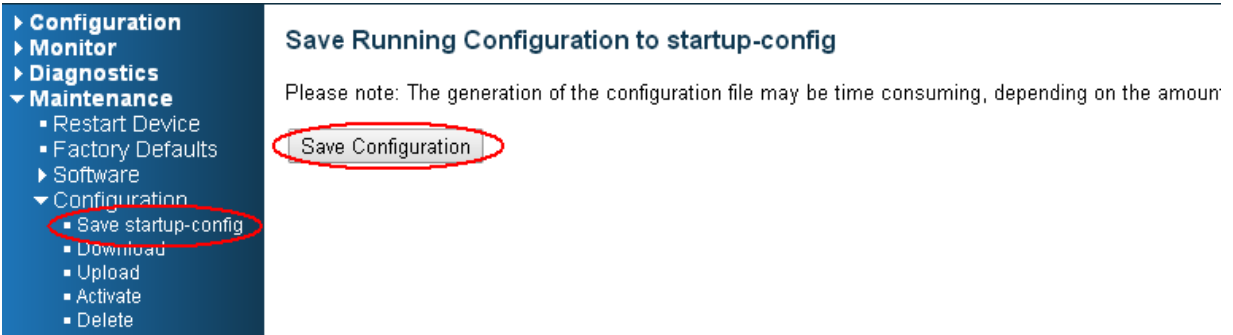 Configuration
Monitor
Diagnostics
Maintenance
Restart Device
Factory Defaults
Software
Configuration
Save startup-config
Download
Upload
Activate
Delete
Save Running Configuration to startup-config
Please note: The generation of the configuration file may be time consuming, depending on the amoun
Save Configuration